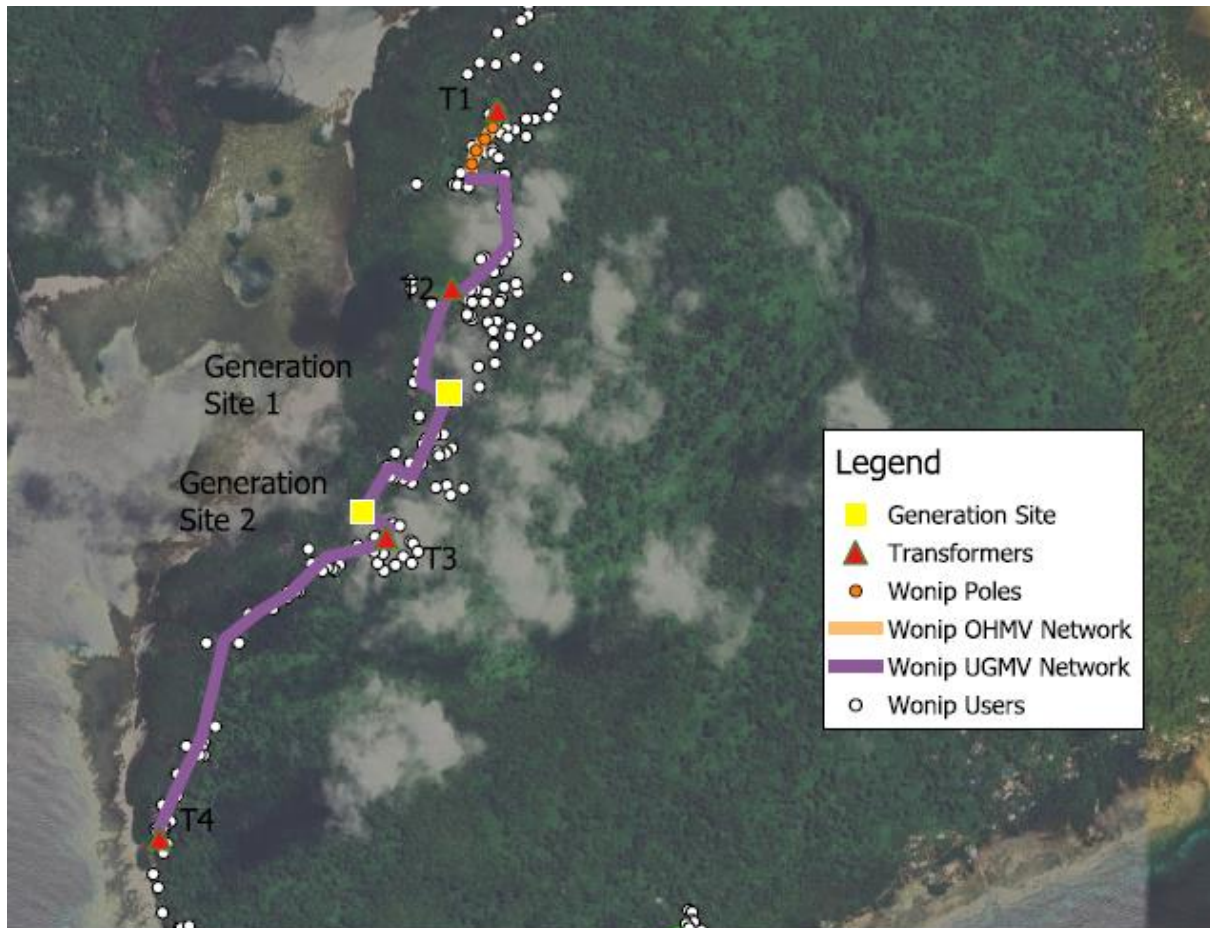 T1
T2
Generation
Site 1
Generation
Site 2
T3
T4
Legend
Generation Site
Transformers
Wonip Poles
Wonip OHMV Network
Wonip UGMV Network
Wonip Users